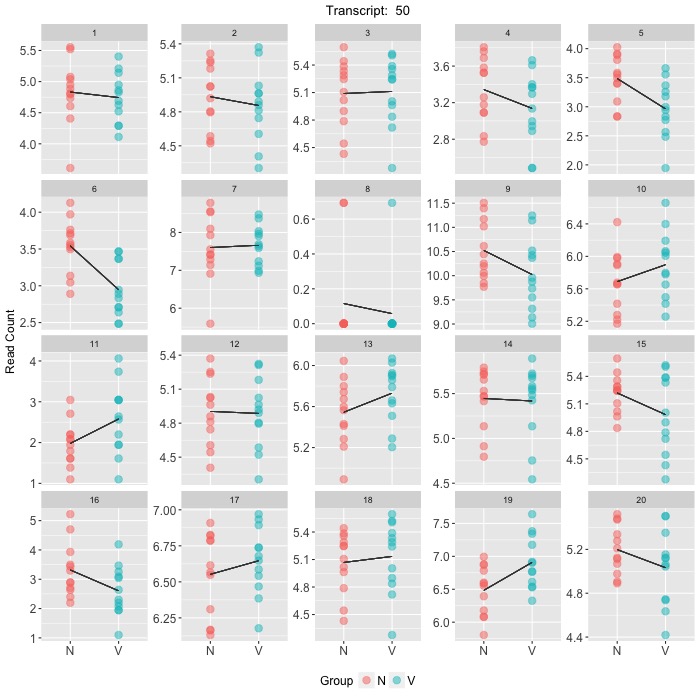 Transcript: 50
1 2 3 4 5
5.5 5.0 4.5 4.0
5.4 5.1 4.8 4.5
5.4 5.1 4.8 4.5
3.6 3.2 2.8
4.0 3.5 3.0 2.5 2.0
6 7 8 9 10
4.0 3.5 3.0 2.5
8 7 6
0.6 0.4 0.2 0.0
11.5 11.0 10.5 10.0 9.5 9.0
6.4 6.0 5.6 5.2
Read Count
11 12 13 14 15
4 3 2 1
5.4 5.1 4.8 4.5
6.0 5.6 5.2
5.5 5.0 4.5
5.4 5.1 4.8 4.5
16 17 18 19 20
5 4 3 2 1
7.00 6.75 6.50 6.25
5.4 5.1 4.8 4.5
7.5 7.0 6.5 6.0
5.2 4.8 4.4
N V N V N V N V N V
Group N V